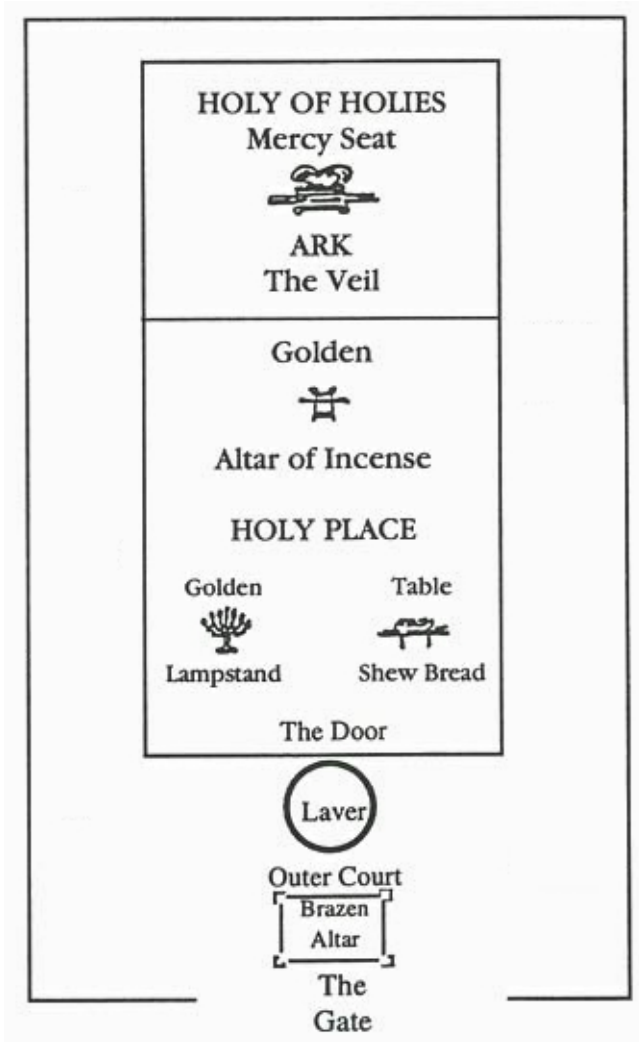 HOLY OF HOLIES
Mercy Seat
ARK
The Veil
Golden
Altar of Incense
HOLY PLACE
Golden
Lampstand
Table
Shew Bread
The Door
Laver
Outer Court
Brazen
Altar
The
Gate